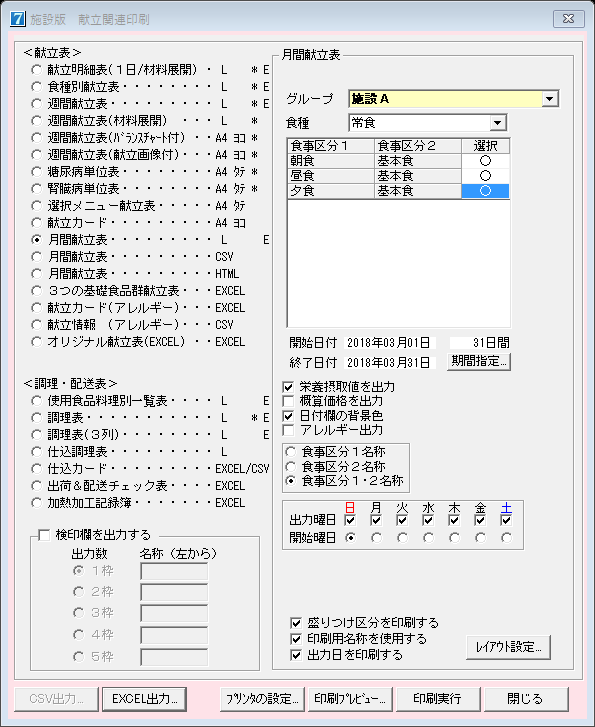 7 施設版　献立関連印刷
＜献立表＞
献立明細表(１日/材料展開)・ L　＊ E
食種別献立表・・・・・・・ L　＊ E
週間献立表・・・・・・・・ L　＊ E
週間献立表(材料展開)　・・ L　＊
週間献立表(ﾊﾞﾗﾝｽﾁｬｰﾄ付)・・・A4 ﾖｺ ＊
週間献立表(献立画像付)・・・A4 ﾖｺ ＊
糖尿病単位表・・・・・・・A4 ﾀﾃ ＊
腎臓病単位表・・・・・・・A4 ﾀﾃ ＊
選択メニュー献立表・・・・A4 ﾀﾃ
献立カード・・・・・・・・A4 ﾖｺ
月間献立表・・・・・・・・ L　　E
月間献立表・・・・・・・・CSV
月間献立表・・・・・・・・HTML
３つの基礎食品群献立表・・・EXCEL
献立カード(アレルギー)・・・EXCEL
献立情報　(アレルギー)・・・CSV
オリジナル献立表(EXCEL)・・EXCEL
＜調理・配送表＞
使用食品料理別一覧表・・・ L　　E
調理表・・・・・・・・・・ L　＊ E
調理表(３列)・・・・・・・ L　　E
仕込調理表・・・・・・・・ L
仕込カード・・・・・・・・EXCEL/CSV
出荷＆配送チェック表・・・・EXCEL
加熱加工記録簿・・・・・・EXCEL
検印欄を出力する
出力数　名称（左から）
１枠
２枠
３枠
４枠
５枠
月間献立表
グループ　施設Ａ
食種　常食
食事区分１　食事区分２　選択
朝食　基本食　○
昼食　基本食　○
夕食　基本食　○
開始日付　2018年03月01日　31日間
終了日付　2018年03月31日　期間指定...
栄養摂取値を出力
概算価格を出力
日付欄の背景色
アレルギー出力
食事区分１名称
食事区分２名称
食事区分１・２名称
日　月　火　水　木　金　土
出力曜日
開始曜日
盛りつけ区分を印刷する
印刷用名称を使用する
出力日を印刷する
ﾚｲｱｳﾄ設定...
CSV出力...　EXCEL出力...　ﾌﾟﾘﾝﾀの設定...　印刷ﾌﾟﾚﾋﾞｭｰ...　印刷実行　閉じる